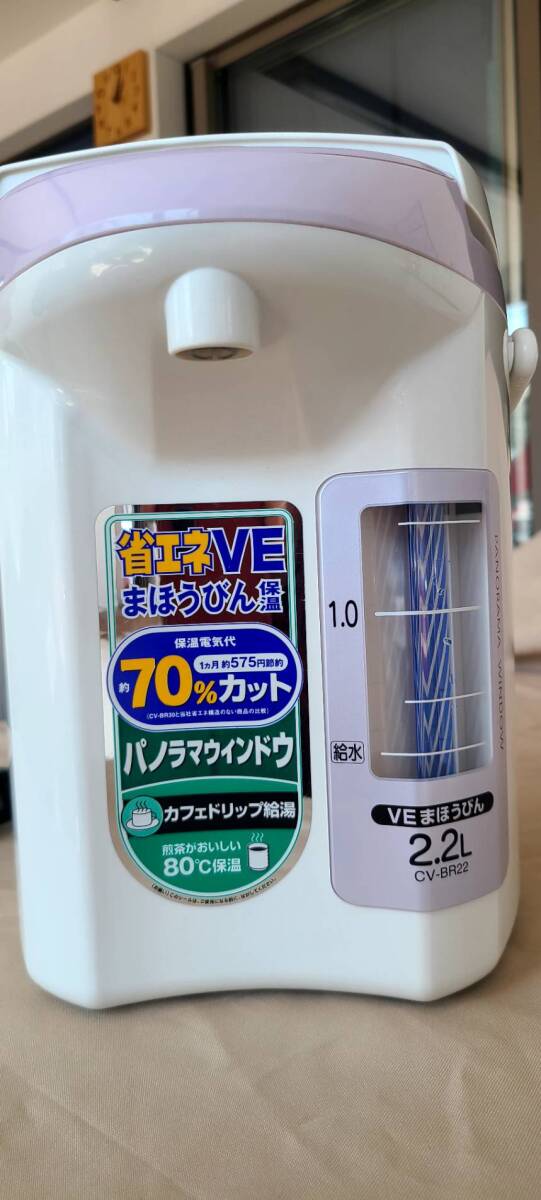 省エネVE
まほうびん保温
保温電気代
1ヵ月 約575円節約
約70%カット
(CV-BR30と当社省エネ構造のない商品の比較)
パノラマウインドウ
カフェドリップ給湯
煎茶がおいしい
80℃保温
1.0
給水
PANORAMA WINDOW
VEまほうびん
2.2L
CV-BR22